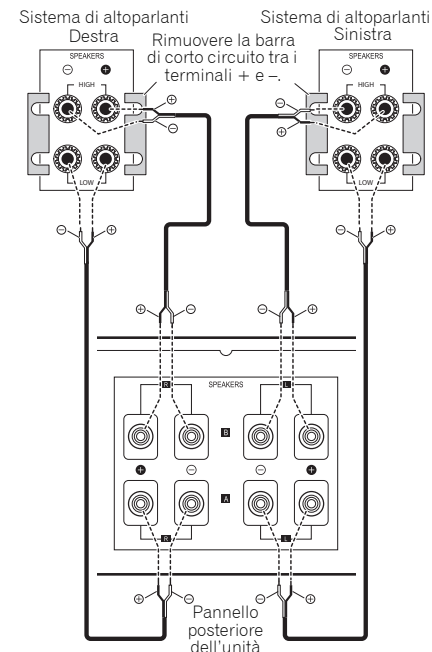 Sistema di altoparlanti
Destra
Sistema di altoparlanti
Sinistra
Rimuovere la barra
di corto circuito tra i
terminali + e –.
SPEAKERS
⊖ ⊕
HIGH
LOW
SPEAKERS
⊖ ⊕
HIGH
LOW
⊕
⊖
⊖
⊕
⊖ ⊕
⊖ ⊕
⊕ ⊖
⊖ ⊕
R SPEAKERS L
B
⊕ ⊖ ⊖ ⊕
A
R L
⊕ ⊖
⊖ ⊕
Pannello
posteriore
dell'unità